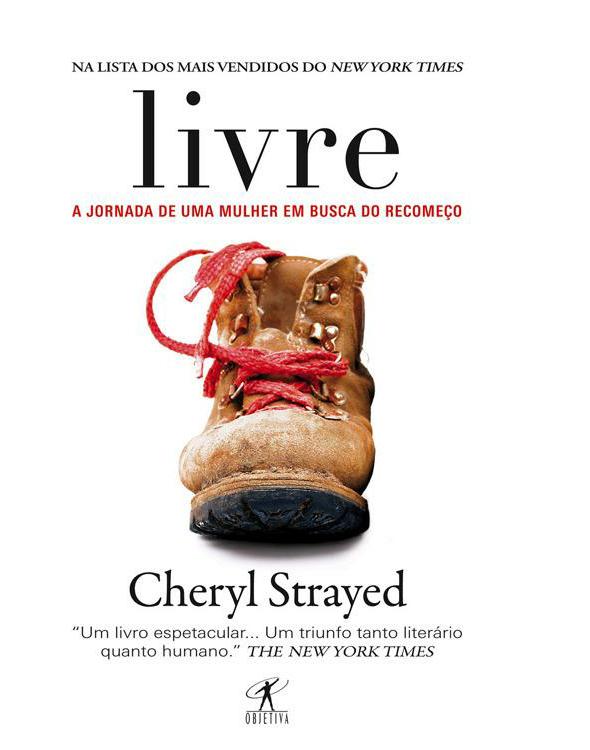 NA LISTA DOS MAIS VENDIDOS DO NEW YORK TIMES
livre
A JORNADA DE UMA MULHER EM BUSCA DO RECOMEÇO
Cheryl Strayed
“Um livro espetacular... Um triunfo tanto literário
quanto humano.” THE NEW YORK TIMES
OBJETIVA